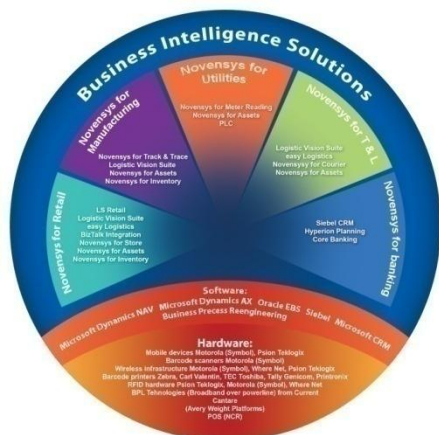 Business Intelligence Solutions
Novensys for
Utilities
Novensys for Meter Reading
Novensys for Assets
PLC
Novensys for
Manufacturing
Novensys for Track & Trace
Logistic Vision Suite
Novensys for Assets
Novensys for Inventory
Novensys for T & L
Logistic Vision Suite
easy Logistics
Novensysy for Courier
Novensys for Assets
Novensys for Retail
LS Retail
Logistic Vision Suite
easy Logistics
BizTalk Integration
Novensys for Store
Novensys for Assets
Novensys for Inventory
Novensys for banking
Siebel CRM
Hyperion Planning
Core Banking
Software:
Microsoft Dynamics NAV Microsoft Dynamics AX Oracle EBS Siebel Microsoft CRM
Business Precess Reengineering
Hardware:
Mobile devices Motorola (Symbol), Psion Teklogix
Barcode scanners Motorola (Symbol)
Wireless infrastructure Motorola (Symbol), Where Net, Psion Teklogix
Barcode printers Zebra, Carl Valentin, TEC Toshiba, Tally Genicom, Printronix
RFID hardware Psion Teklogix, Motorola (Symbol), Where Net
BPL Tehnologies (Broadband over powerline) from Current
Cantare
(Avery Weight Platforms)
POS (NCR)